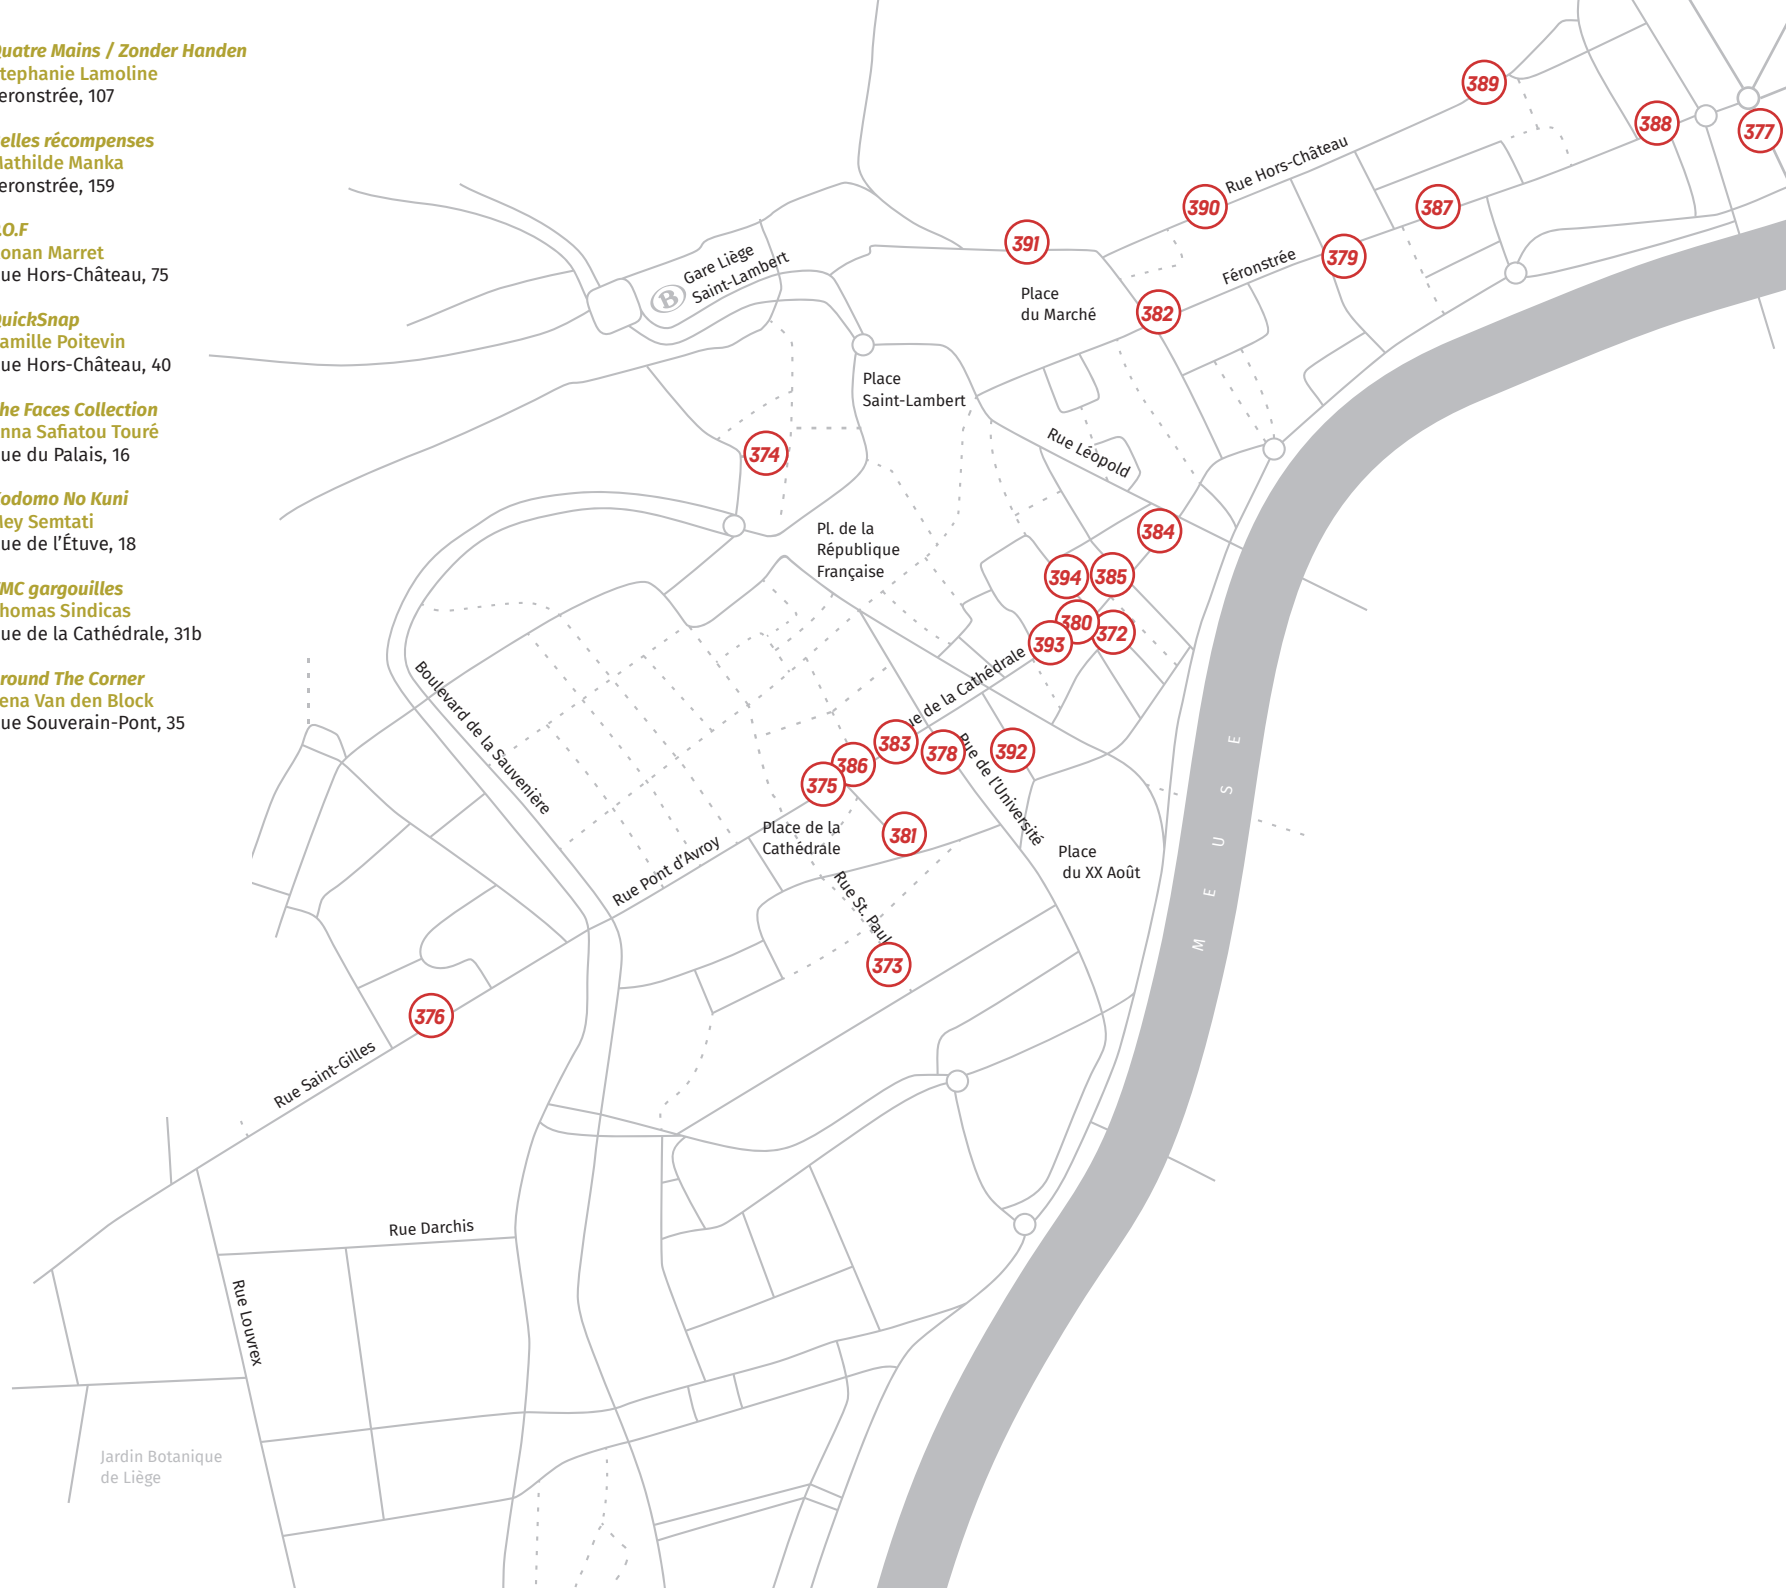 uatre Mains / Zonder Handen
tephanie Lamoline
eronstrée, 107
elles récompenses
Mathilde Manka
eronstrée, 159
.O.F
onan Marret
ue Hors-Château, 75
QuickSnap
amille Poitevin
ue Hors-Château, 40
he Faces Collection
nna Safiatou Touré
ue du Palais, 16
odomo No Kuni
Mey Semtati
ue de l’Étuve, 18
MC gargouilles
homas Sindicas
ue de la Cathédrale, 31b
round The Corner
ena Van den Block
ue Souverain-Pont, 35
389
388
377
Rue Hors-Château
390
387
391
379
Gare Liège
Saint-Lambert
B
Féronstrée
Place
du Marché
382
Place
Saint-Lambert
374
Rue Léopold
Pl. de la
République
Française
384
394
385
380
372
393
ue de la Cathédrale
Boulevard de la Sauvenière
383
378
392
386
375
Rue de l’Université
381
Place de la
Cathédrale
Place
du XX Août
Rue Pont d’Avroy
Rue St. Paul
373
MEUSE
376
Rue Saint-Gilles
Rue Darchis
Rue Louvrex
Jardin Botanique
de Liège